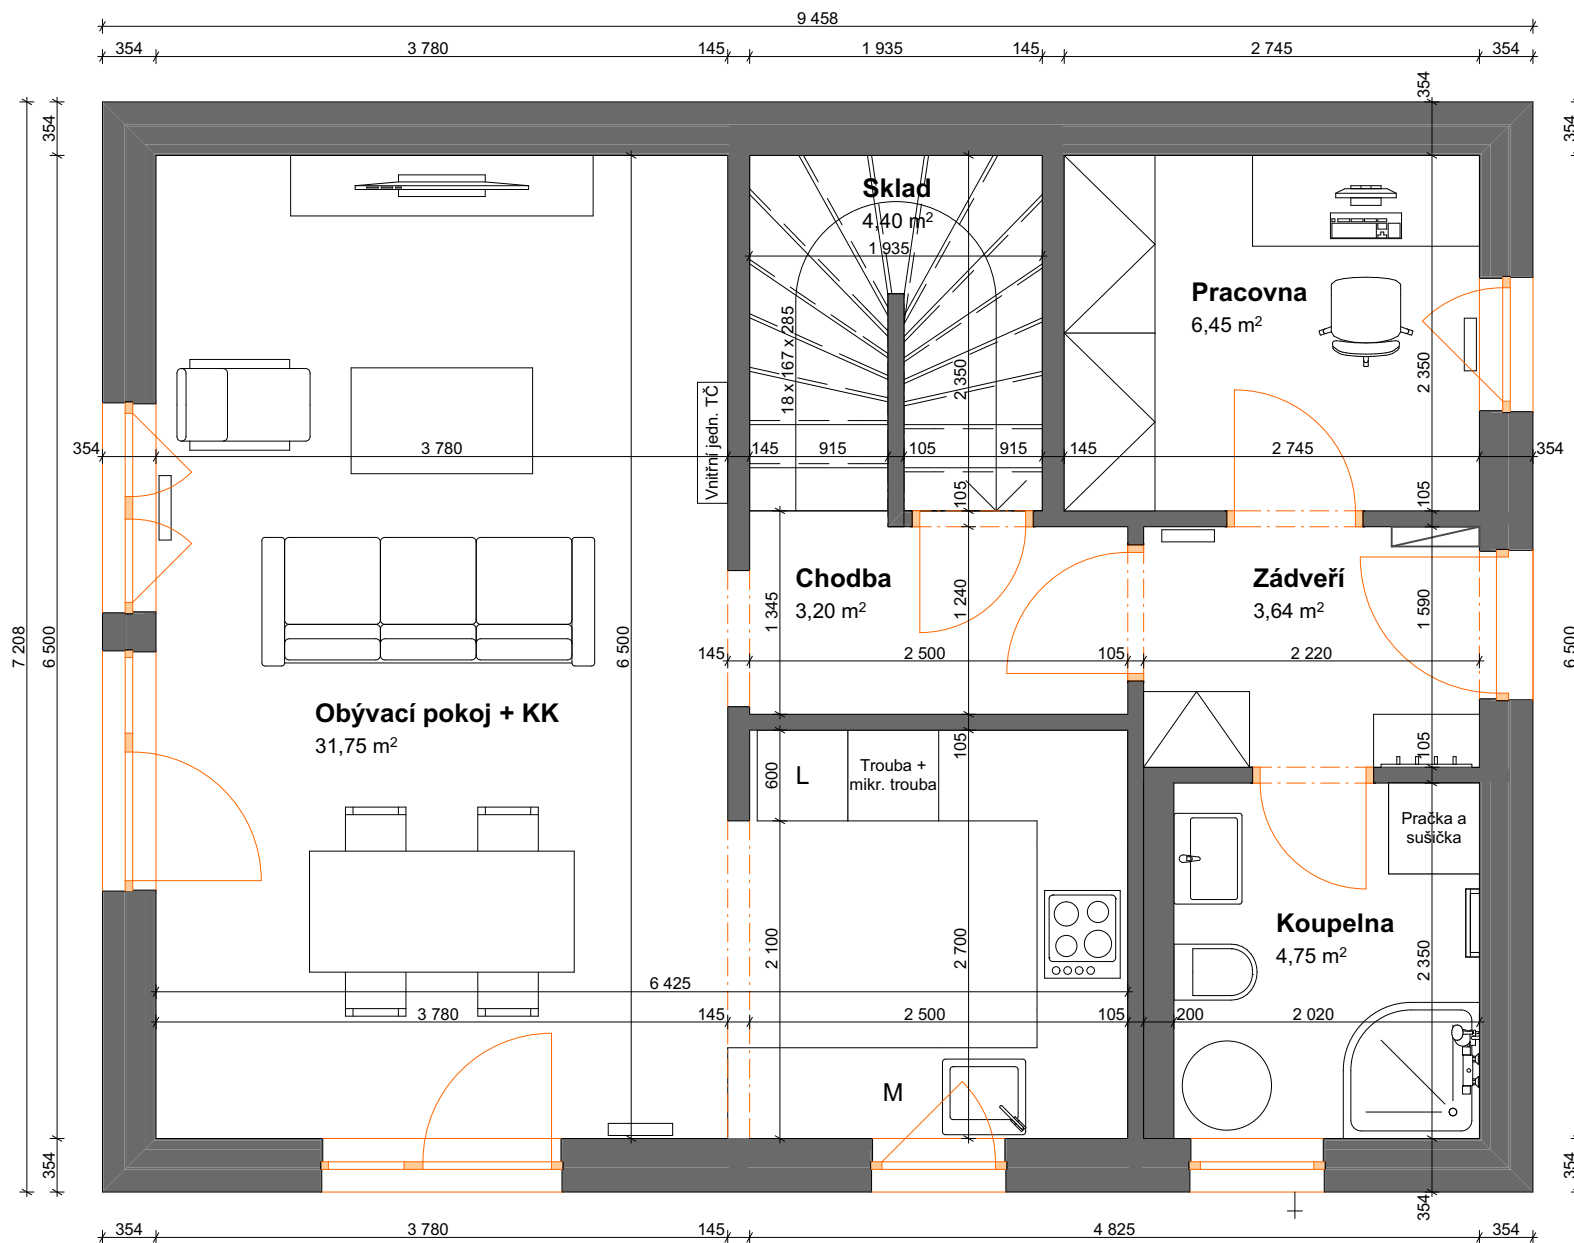 9 458
354
3 780
145
1 935
145
2 745
354
354
354
354
Sklad
4,40 m²
1 935
Pracovna
6,45 m²
18 x 167 x 285
2 350
2 350
Vnitřní jedn. TČ
354
3 780
145
915
105
915
145
2 745
354
105
105
Chodba
3,20 m²
1 345
1 240
Zádveří
3,64 m²
1 590
7 208
6 500
6 500
6 500
145
2 500
105
2 220
Obývací pokoj + KK
31,75 m²
105
105
600
L
Trouba +
mikr. trouba
Pračka a
sušička
Koupelna
4,75 m²
2 100
2 700
2 350
6 425
3 780
145
2 500
105
200
2 020
M
354
354
354
354
3 780
145
4 825
354